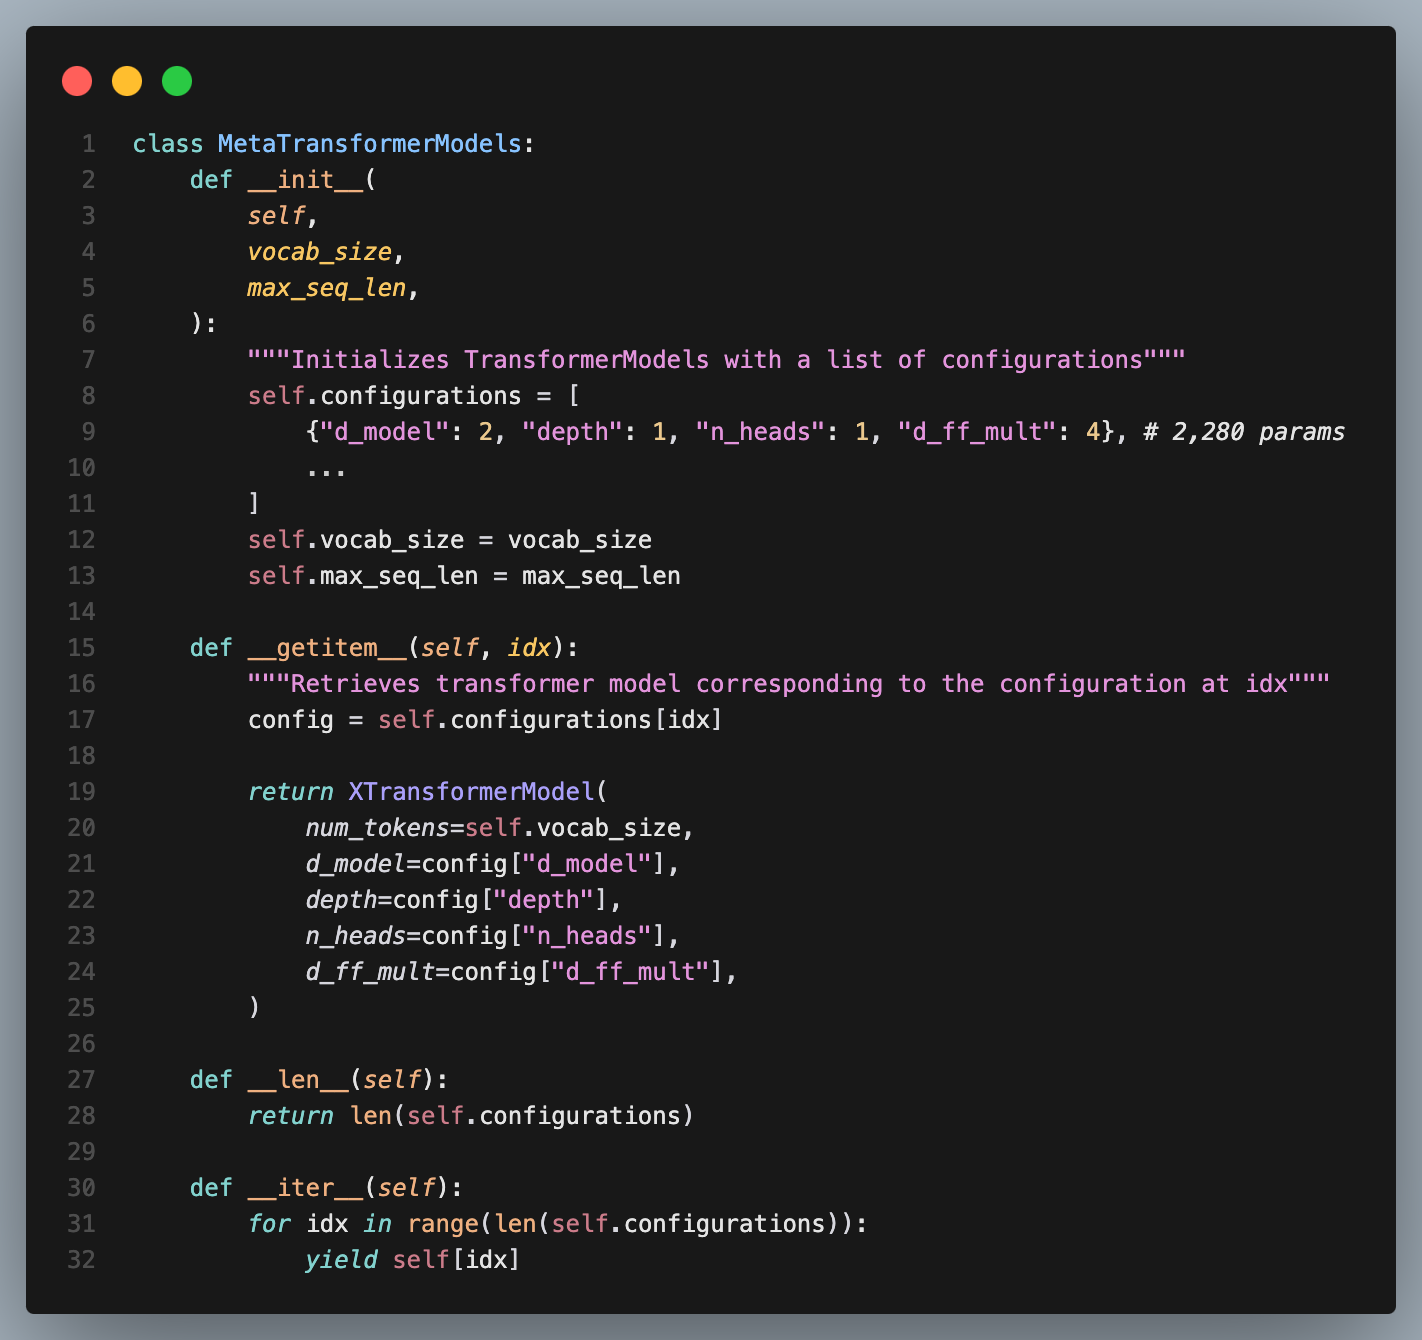 1 class MetaTransformerModels:
2     def __init__(
3         self,
4         vocab_size,
5         max_seq_len,
6     ):
7         """Initializes TransformerModels with a list of configurations"""
8         self.configurations = [
9             {"d_model": 2, "depth": 1, "n_heads": 1, "d_ff_mult": 4}, # 2,280 params
10             ...
11         ]
12         self.vocab_size = vocab_size
13         self.max_seq_len = max_seq_len
14
15     def __getitem__(self, idx):
16         """Retrieves transformer model corresponding to the configuration at idx"""
17         config = self.configurations[idx]
18
19         return XTransformerModel(
20             num_tokens=self.vocab_size,
21             d_model=config["d_model"],
22             depth=config["depth"],
23             n_heads=config["n_heads"],
24             d_ff_mult=config["d_ff_mult"],
25         )
26
27     def __len__(self):
28         return len(self.configurations)
29
30     def __iter__(self):
31         for idx in range(len(self.configurations)):
32             yield self[idx]